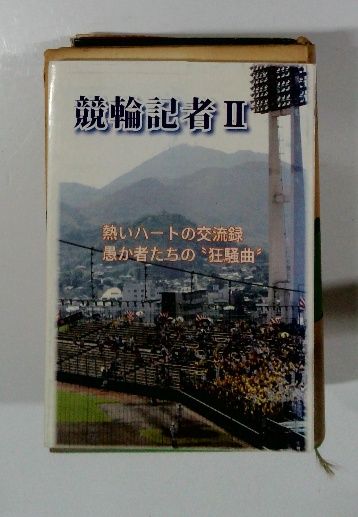 競輪記者Ⅱ
熱いハートの交流録
愚か者たちの〝狂騒曲〟